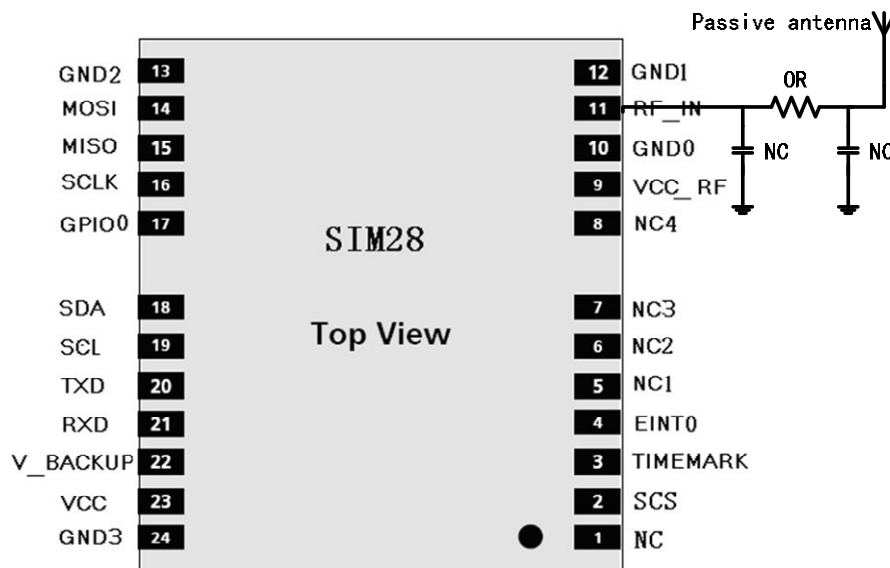 Passive antenna
0R
NC
NC
GND2 13
MOSI 14
MISO 15
SCLK 16
GPIO0 17
SDA 18
SCL 19
TXD 20
RXD 21
V_BACKUP 22
VCC 23
GND3 24
SIM28
Top View
12 GND1
11 RF_IN
10 GND0
9 VCC_RF
8 NC4
7 NC3
6 NC2
5 NC1
4 EINT0
3 TIMEMARK
2 SCS
1 NC